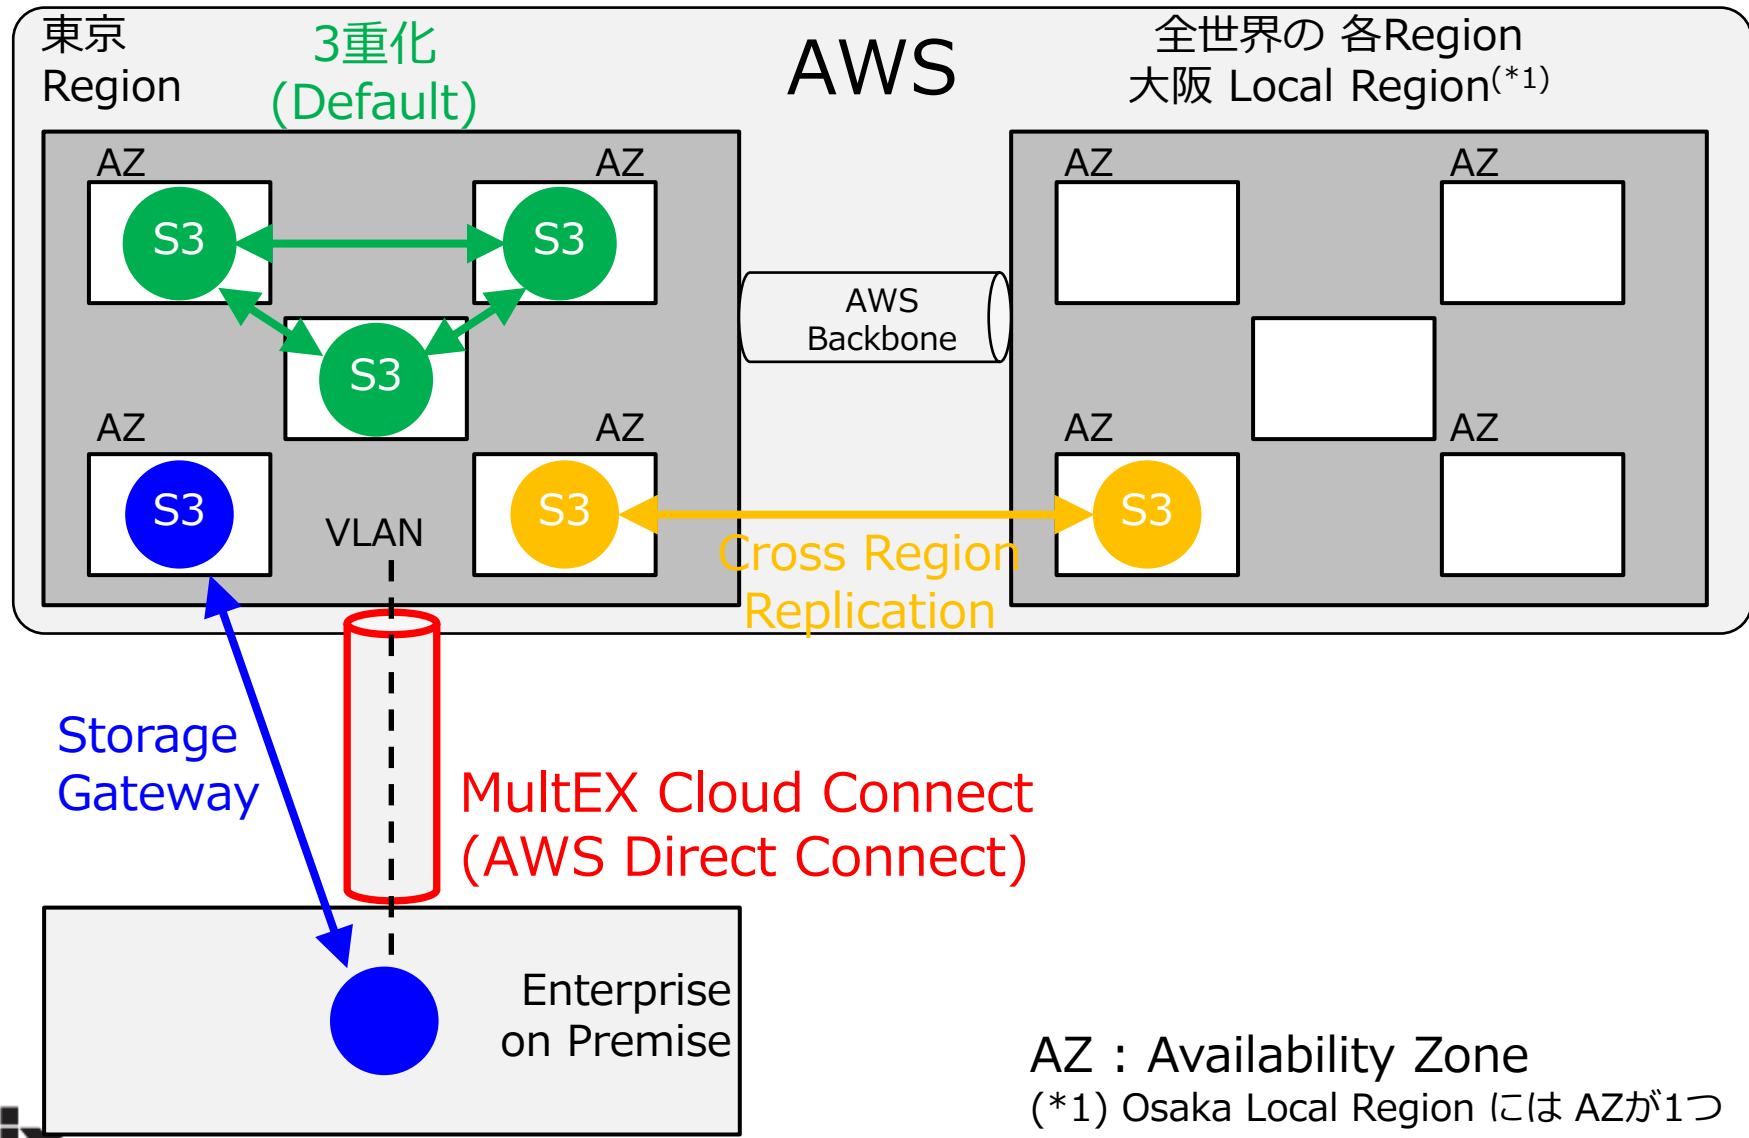 東京
Region
3重化
(Default)
AWS
全世界の 各Region
大阪 Local Region(*1)
AZ
AZ
AZ
AZ
S3
S3
S3
AWS
Backbone
AZ
AZ
AZ
AZ
S3
VLAN
S3
S3
Cross Region
Replication
Storage
Gateway
MultEX Cloud Connect
(AWS Direct Connect)
Enterprise
on Premise
AZ : Availability Zone
(*1) Osaka Local Region には AZが1つ